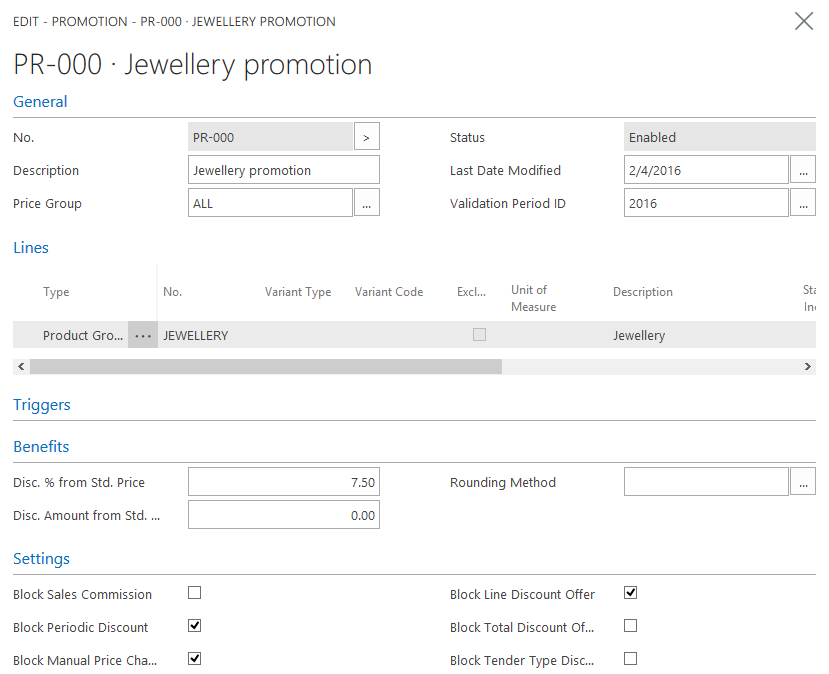 EDIT - PROMOTION - PR-000 · JEWELLERY PROMOTION
PR-000 · Jewellery promotion
General
No. PR-000 > Status Enabled
Description Jewellery promotion Last Date Modified 2/4/2016 ...
Price Group ALL ... Validation Period ID 2016 ...
Lines
Type No. Variant Type Variant Code Excl... Unit of Measure Description Sta Inc
Product Gro... ... JEWELLERY Jewellery
Triggers
Benefits
Disc. % from Std. Price 7.50 Rounding Method ...
Disc. Amount from Std. ... 0.00
Settings
Block Sales Commission Block Line Discount Offer
Block Periodic Discount Block Total Discount Of...
Block Manual Price Cha... Block Tender Type Disc...